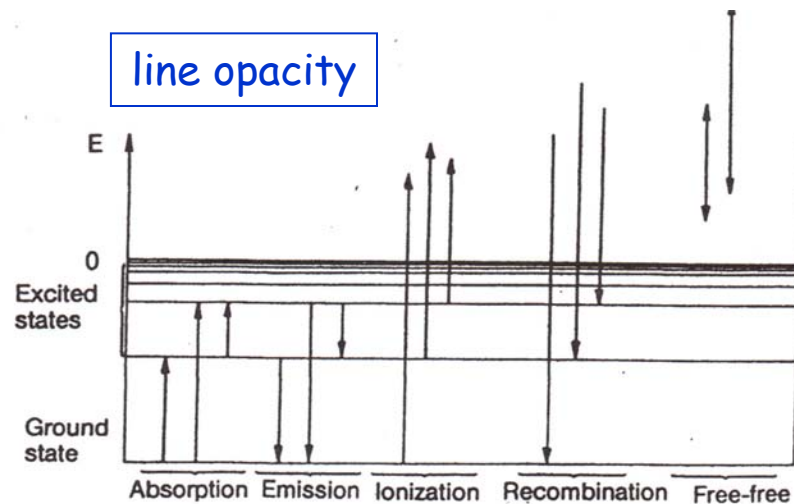 line opacity
E
0
Excited
states
Ground
state
Absorption Emission Ionization Recombination Free-free